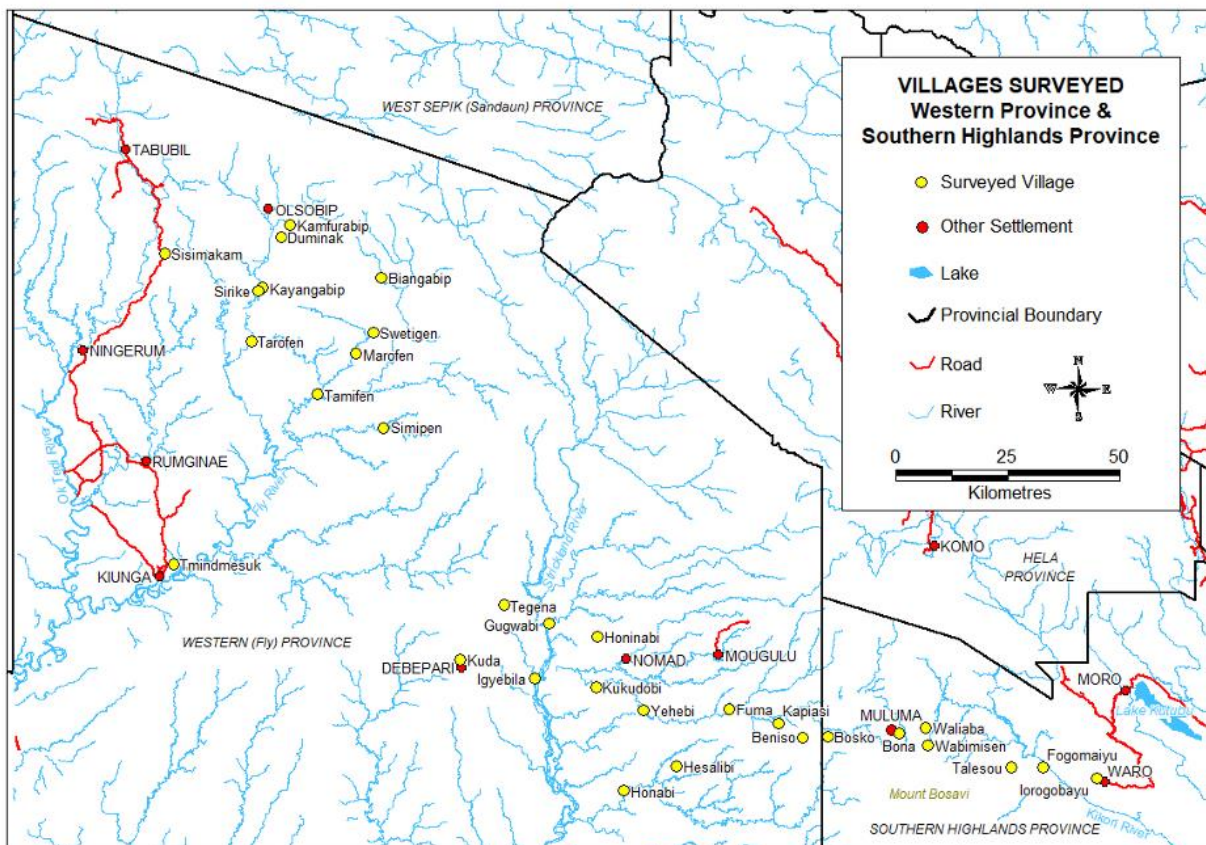 VILLAGES SURVEYED
Western Province &
Southern Highlands Province
Surveyed Village
Other Settlement
Lake
Provincial Boundary
Road
River
N
W
E
S
0
25
50
Kilometres
WEST SEPIK (Sandaun) PROVINCE
TABUBIL
OLSOBIP
Kamfurabip
Duminak
Sisimakam
Biangabip
Sirike
Kayangabip
Swetigen
Tarofen
NINGERUM
Marofen
Tamifen
Simipen
RUMGINAE
Ok Tedi River
Fly River
Strickland River
KOMO
HELA
PROVINCE
Tmindmesuk
KIUNGA
Tegena
Gugwabi
WESTERN (Fly) PROVINCE
Honinabi
NOMAD
MOUGULU
Kuda
DEBEPARI
Igyebila
Kukudobi
MORO
Lake Kutubu
Yehebi
Fuma
Kapiasi
MULUMA
Waliaba
Beniso
Bosko
Bona
Wabimisen
Fogomaiyu
Hesalibi
Talesou
WARO
Iorogobayu
Honabi
Mount Bosavi
Kikori River
SOUTHERN HIGHLANDS PROVINCE